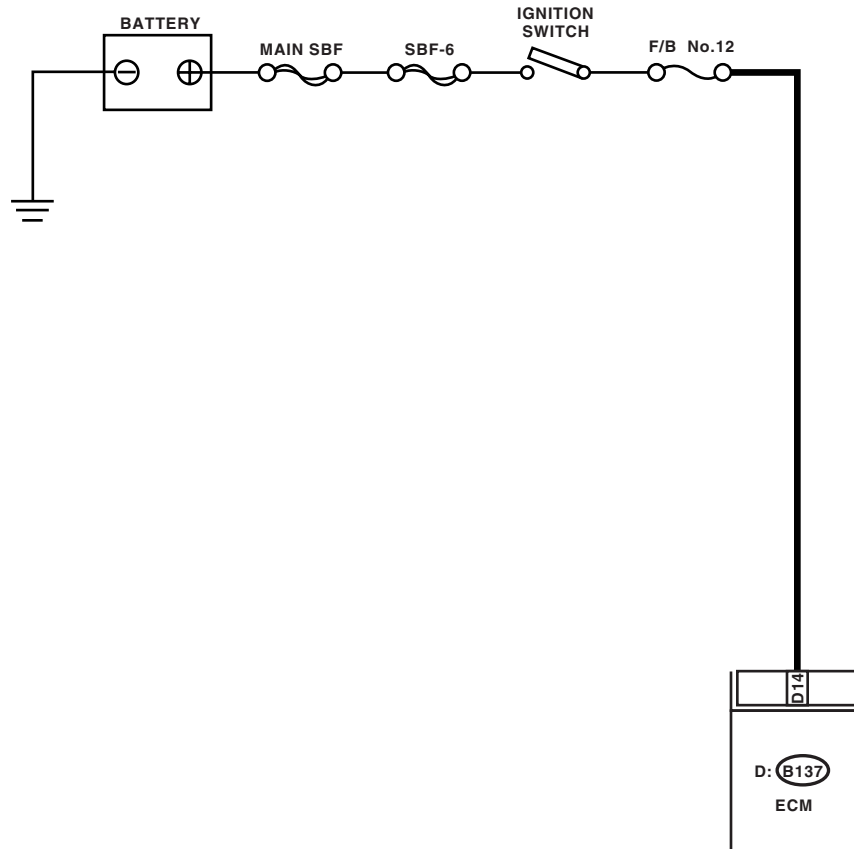 BATTERY
MAIN SBF
SBF-6
IGNITION
SWITCH
F/B No.12
D14
D: B137
ECM